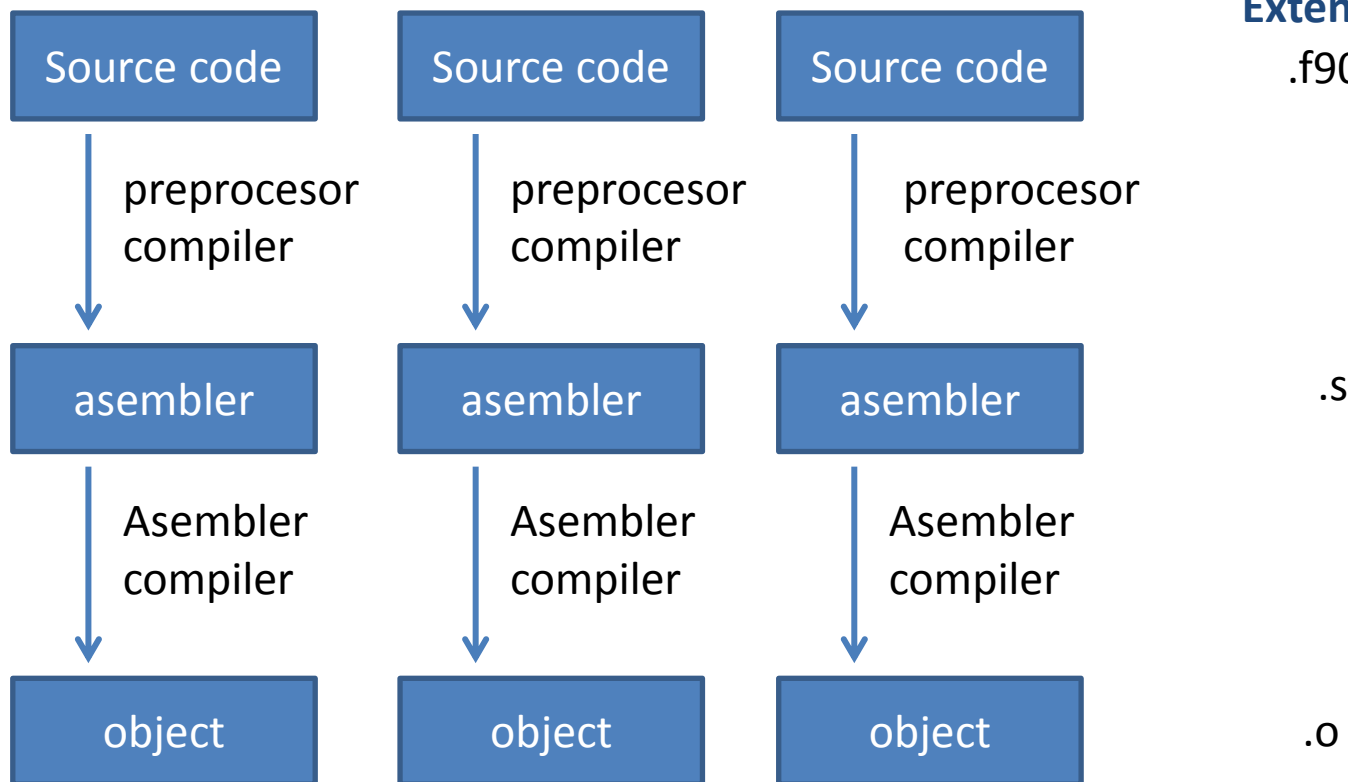 Exten
Source code Source code Source code .f90
preprocesor preprocesor preprocesor
compiler compiler compiler
asembler asembler asembler .s
Asembler Asembler Asembler
compiler compiler compiler
object object object .o